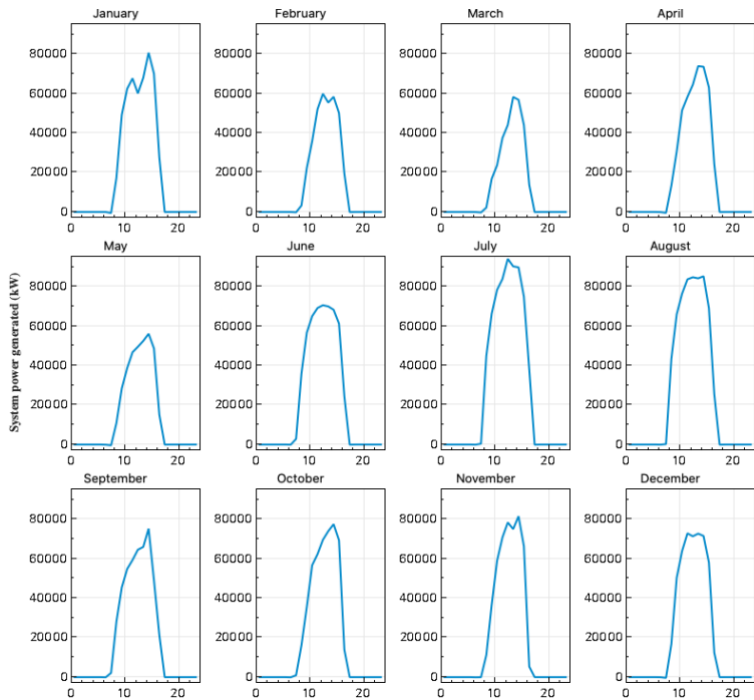 January February March April
80000 80000 80000 80000
60000 60000 60000 60000
40000 40000 40000 40000
20000 20000 20000 20000
0 0 0 0
0 10 20 0 10 20 0 10 20 0 10 20
May June July August
80000 80000 80000 80000
60000 60000 60000 60000
40000 40000 40000 40000
20000 20000 20000 20000
0 0 0 0
0 10 20 0 10 20 0 10 20 0 10 20
System power generated (kW)
September October November December
80000 80000 80000 80000
60000 60000 60000 60000
40000 40000 40000 40000
20000 20000 20000 20000
0 0 0 0
0 10 20 0 10 20 0 10 20 0 10 20